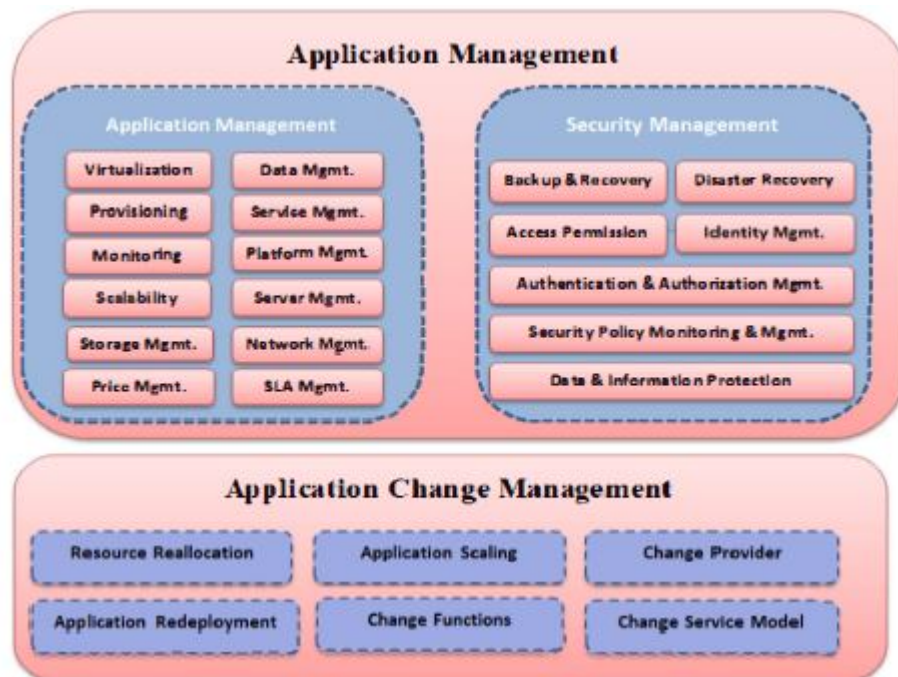 Application Management
Application Management
Virtualization
Data Mgmt.
Provisioning
Service Mgmt.
Monitoring
Platform Mgmt.
Scalability
Server Mgmt.
Storage Mgmt.
Network Mgmt.
Price Mgmt.
SLA Mgmt.
Security Management
Backup & Recovery
Disaster Recovery
Access Permission
Identity Mgmt.
Authentication & Authorization Mgmt.
Security Policy Monitoring & Mgmt.
Data & Information Protection
Application Change Management
Resource Reallocation
Application Scaling
Change Provider
Application Redeployment
Change Functions
Change Service Model